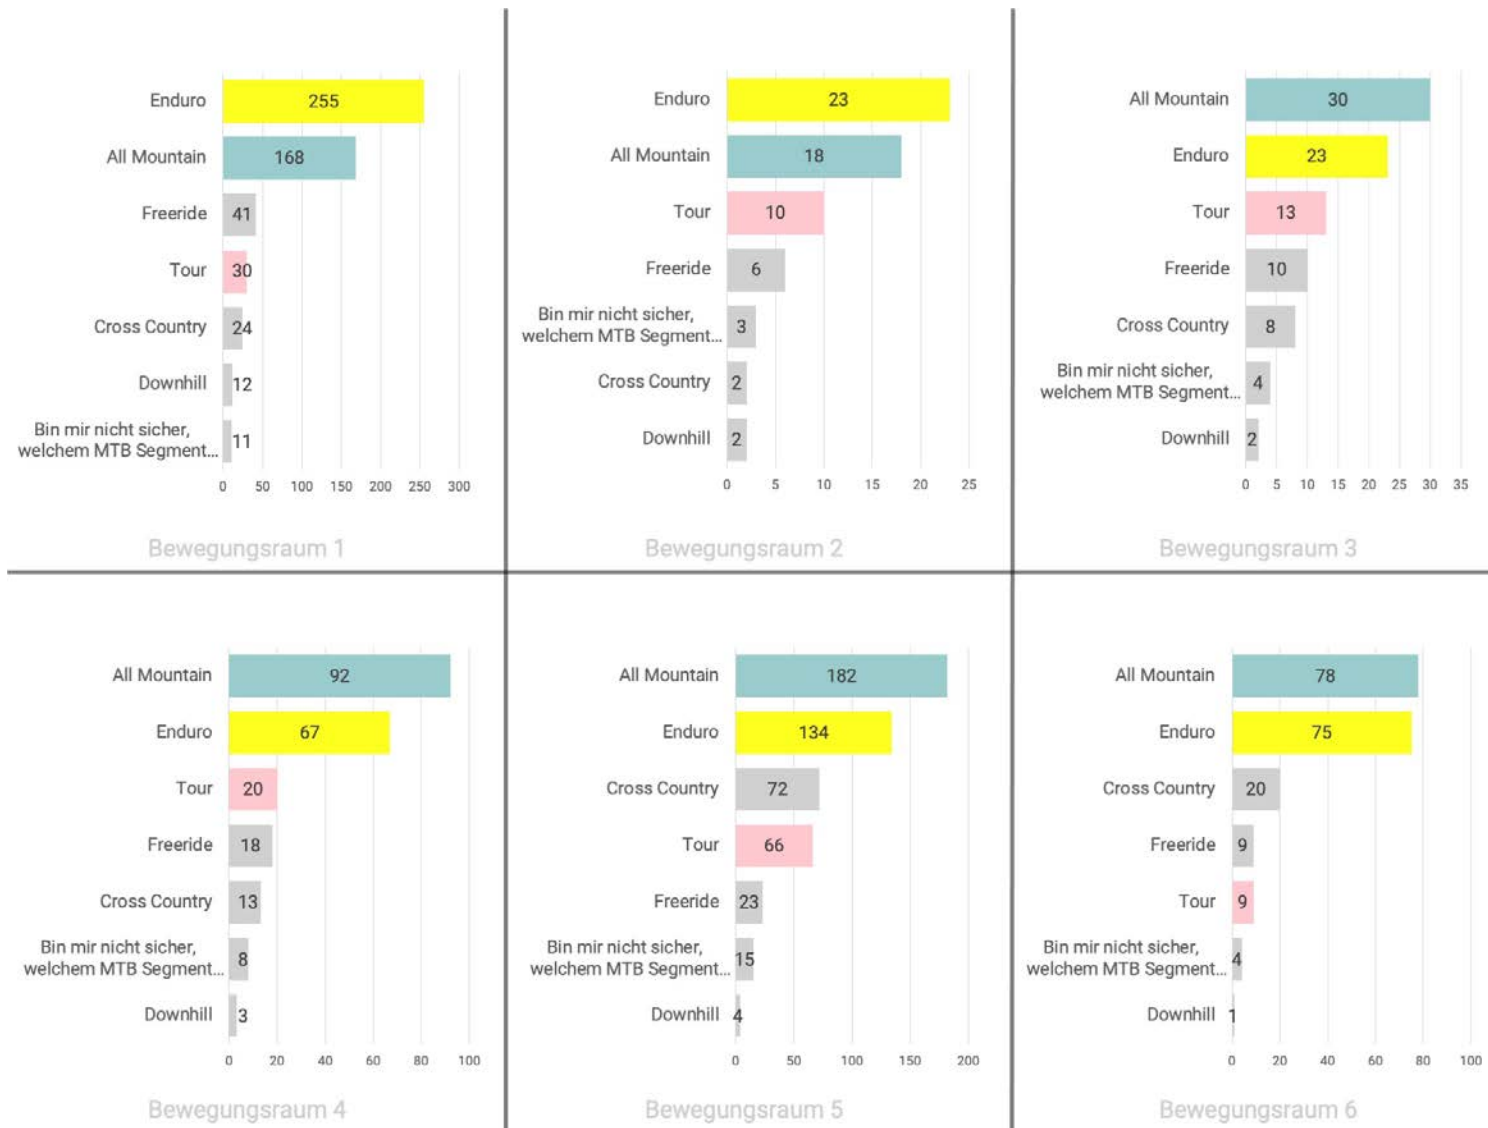 Enduro 255
All Mountain 168
Freeride 41
Tour 30
Cross Country 24
Downhill 12
Bin mir nicht sicher,
welchem MTB Segment... 11
0 50 100 150 200 250 300
Bewegungsraum 1
Enduro 23
All Mountain 18
Tour 10
Freeride 6
Bin mir nicht sicher,
welchem MTB Segment... 3
Cross Country 2
Downhill 2
0 5 10 15 20 25
Bewegungsraum 2
All Mountain 30
Enduro 23
Tour 13
Freeride 10
Cross Country 8
Bin mir nicht sicher,
welchem MTB Segment... 4
Downhill 2
0 5 10 15 20 25 30 35
Bewegungsraum 3
All Mountain 92
Enduro 67
Tour 20
Freeride 18
Cross Country 13
Bin mir nicht sicher,
welchem MTB Segment... 8
Downhill 3
0 20 40 60 80 100
Bewegungsraum 4
All Mountain 182
Enduro 134
Cross Country 72
Tour 66
Freeride 23
Bin mir nicht sicher,
welchem MTB Segment... 15
Downhill 4
0 50 100 150 200
Bewegungsraum 5
All Mountain 78
Enduro 75
Cross Country 20
Freeride 9
Tour 9
Bin mir nicht sicher,
welchem MTB Segment... 4
Downhill 1
0 20 40 60 80 100
Bewegungsraum 6